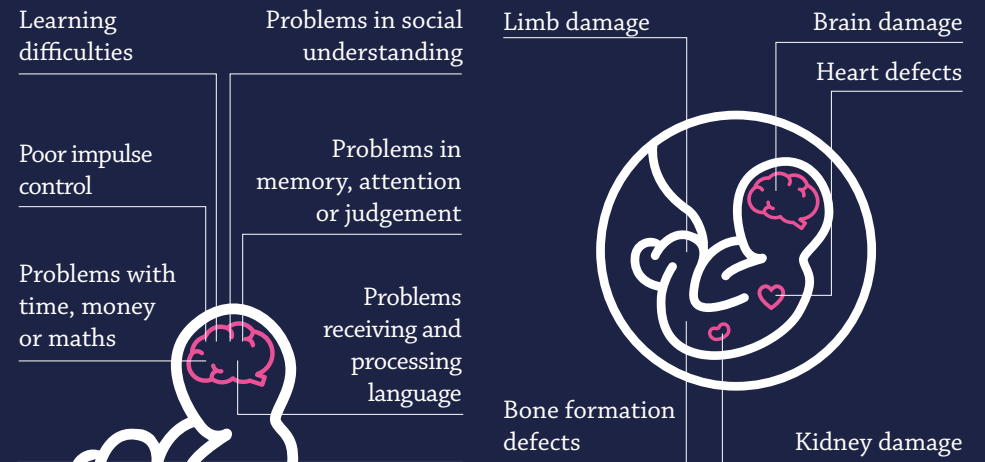 Learning
difficulties
Problems in social
understanding
Poor impulse
control
Problems in
memory, attention
or judgement
Problems with
time, money
or maths
Problems
receiving and
processing
language
Limb damage
Brain damage
Heart defects
Bone formation
defects
Kidney damage